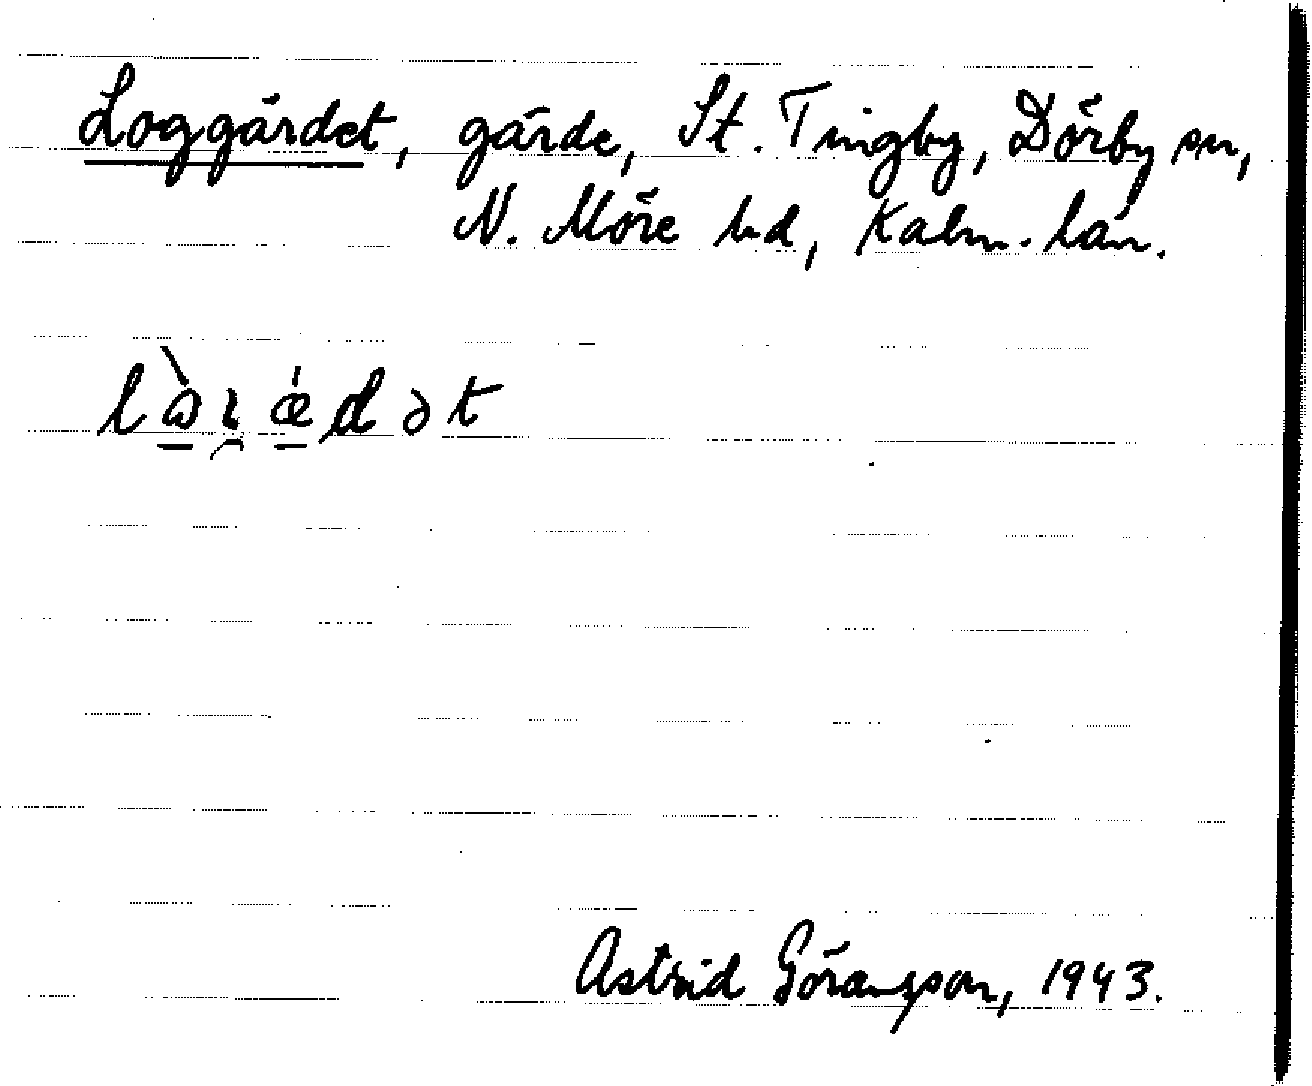 Loggärdet, gärde, St. Tingby, Dörby sn,
N. Möre hd, Kalm. län.
Astrid Göransson, 1943.